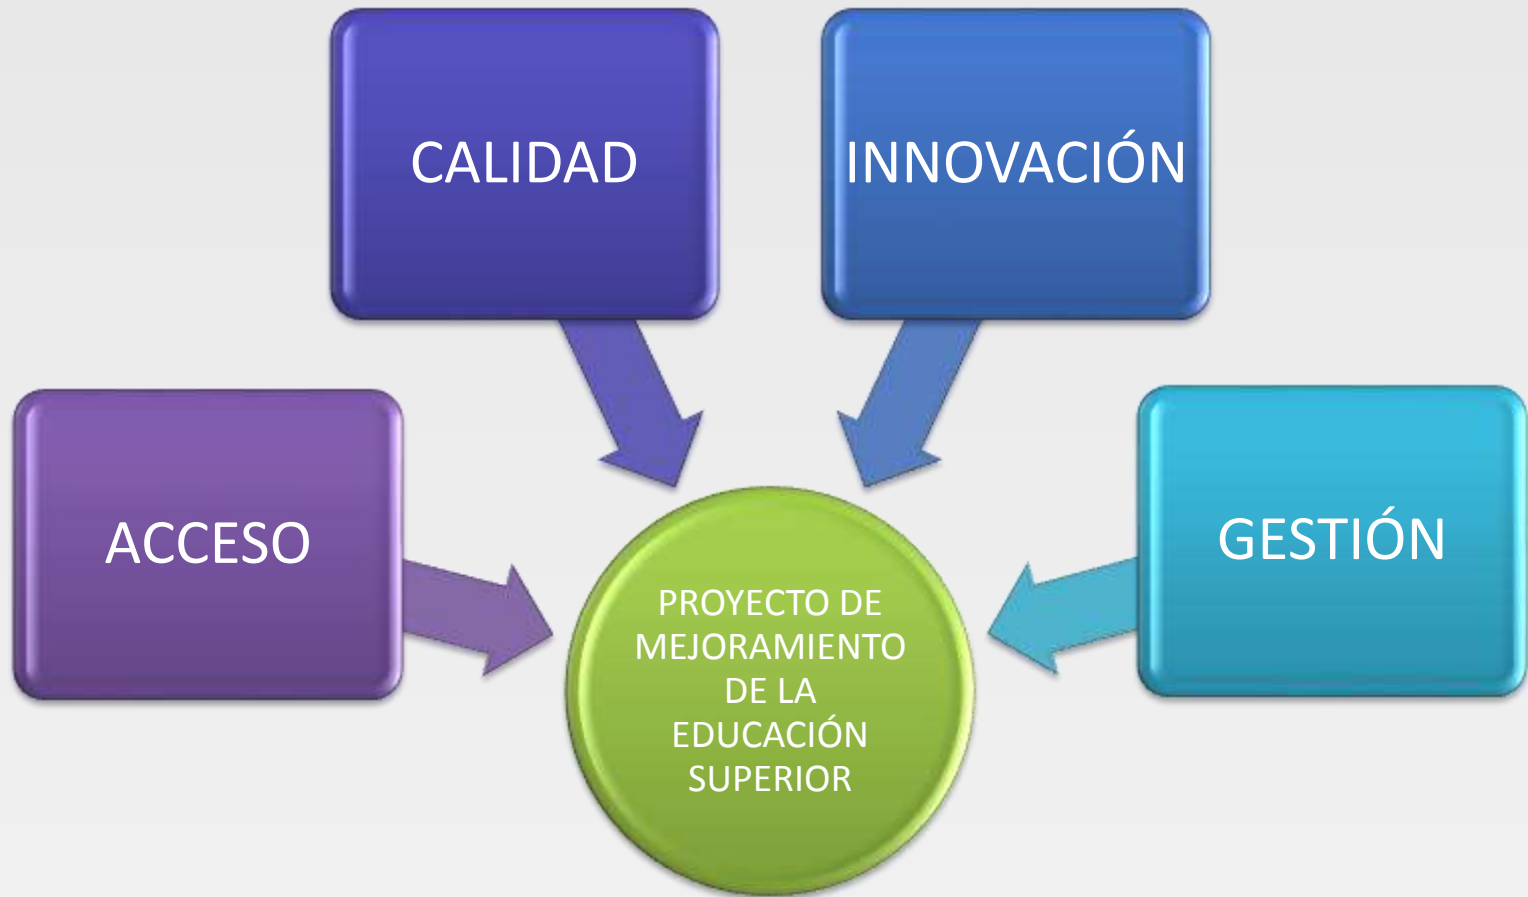 CALIDAD
INNOVACIÓN
ACCESO
GESTIÓN
PROYECTO DE
MEJORAMIENTO
DE LA
EDUCACIÓN
SUPERIOR